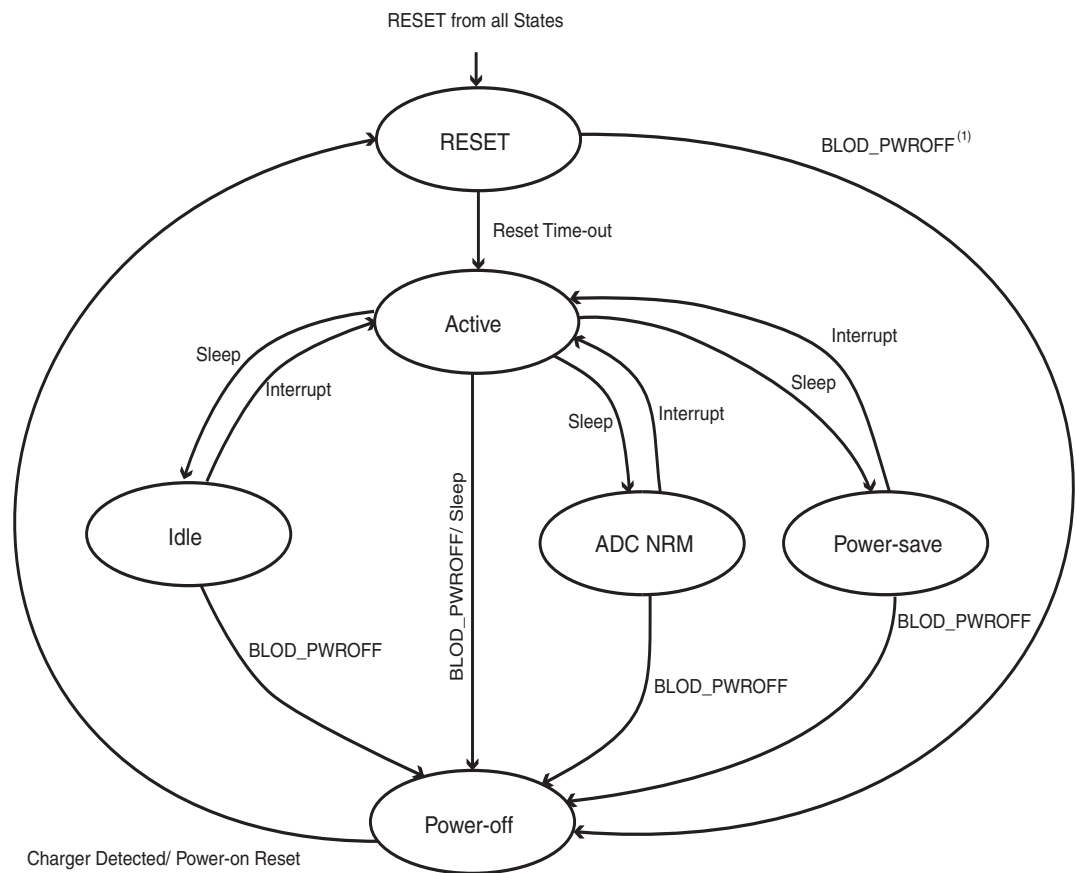 RESET from all States
RESET
BLOD_PWROFF(1)
Reset Time-out
Active
Interrupt
Sleep
Sleep
Interrupt
Sleep
Interrupt
BLOD_PWROFF/ Sleep
Idle
ADC NRM
Power-save
BLOD_PWROFF
BLOD_PWROFF
BLOD_PWROFF
Power-off
Charger Detected/ Power-on Reset